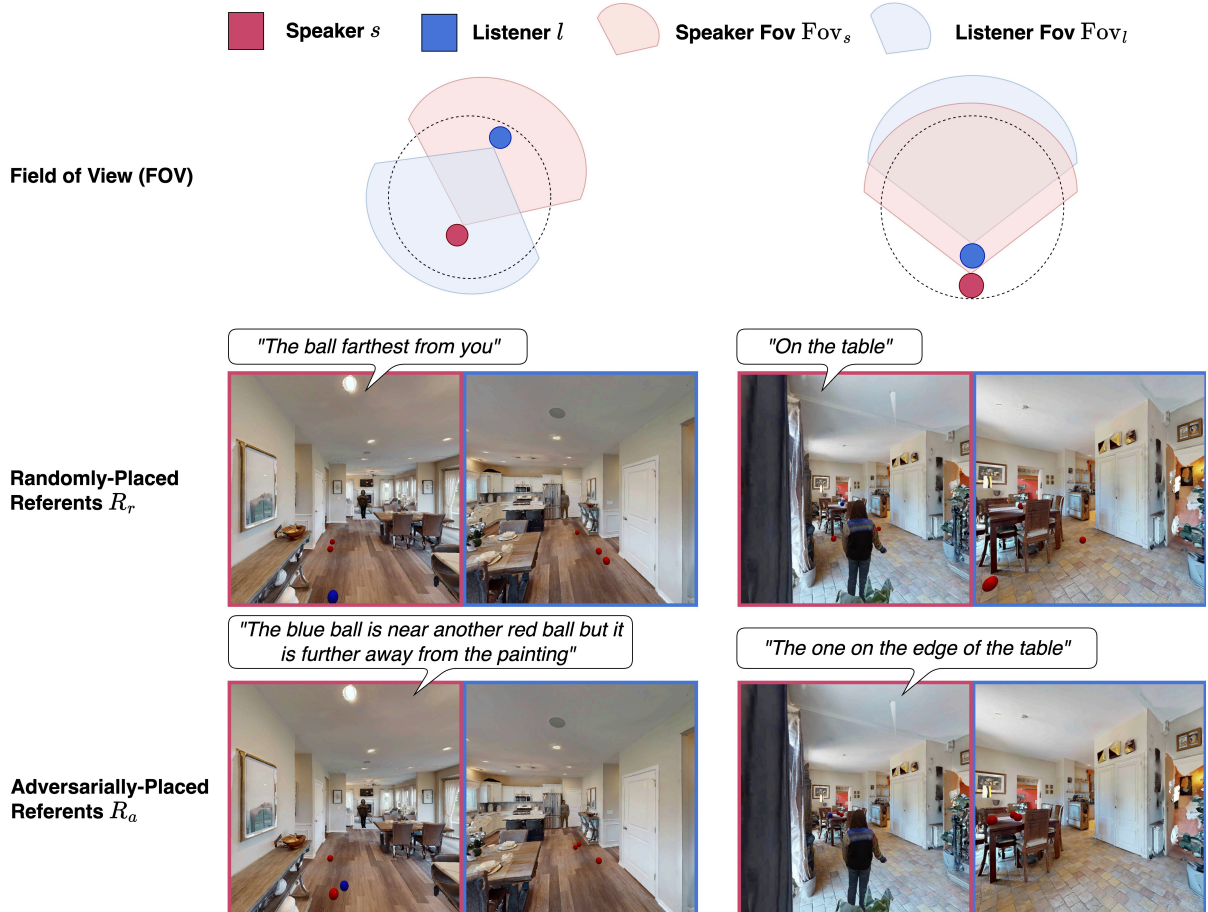 Speaker s
Listener l
Speaker Fov Fovₛ
Listener Fov Fovₗ
Field of View (FOV)
"The ball farthest from you"
"On the table"
Randomly-Placed
Referents Rᵣ
"The blue ball is near another red ball but it
is further away from the painting"
"The one on the edge of the table"
Adversarially-Placed
Referents Rₐ